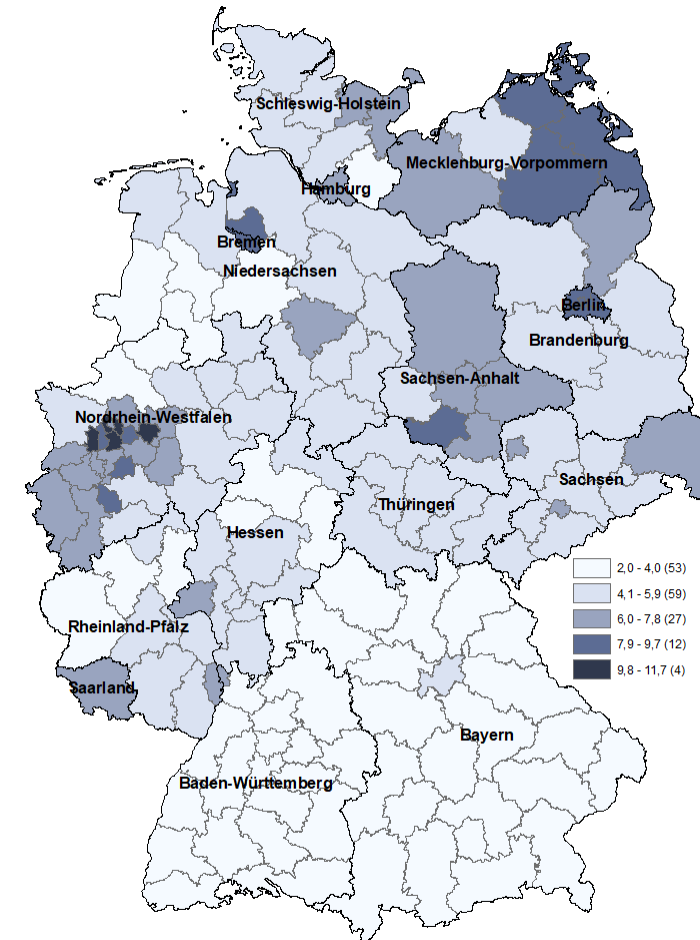 Schleswig-Holstein
Mecklenburg-Vorpommern
Hamburg
Bremen
Niedersachsen
Berlin
Brandenburg
Sachsen-Anhalt
Nordrhein-Westfalen
Sachsen
Thüringen
Hessen
2,0 - 4,0 (53)
4,1 - 5,9 (59)
6,0 - 7,8 (27)
7,9 - 9,7 (12)
9,8 - 11,7 (4)
Rheinland-Pfalz
Saarland
Bayern
Baden-Württemberg